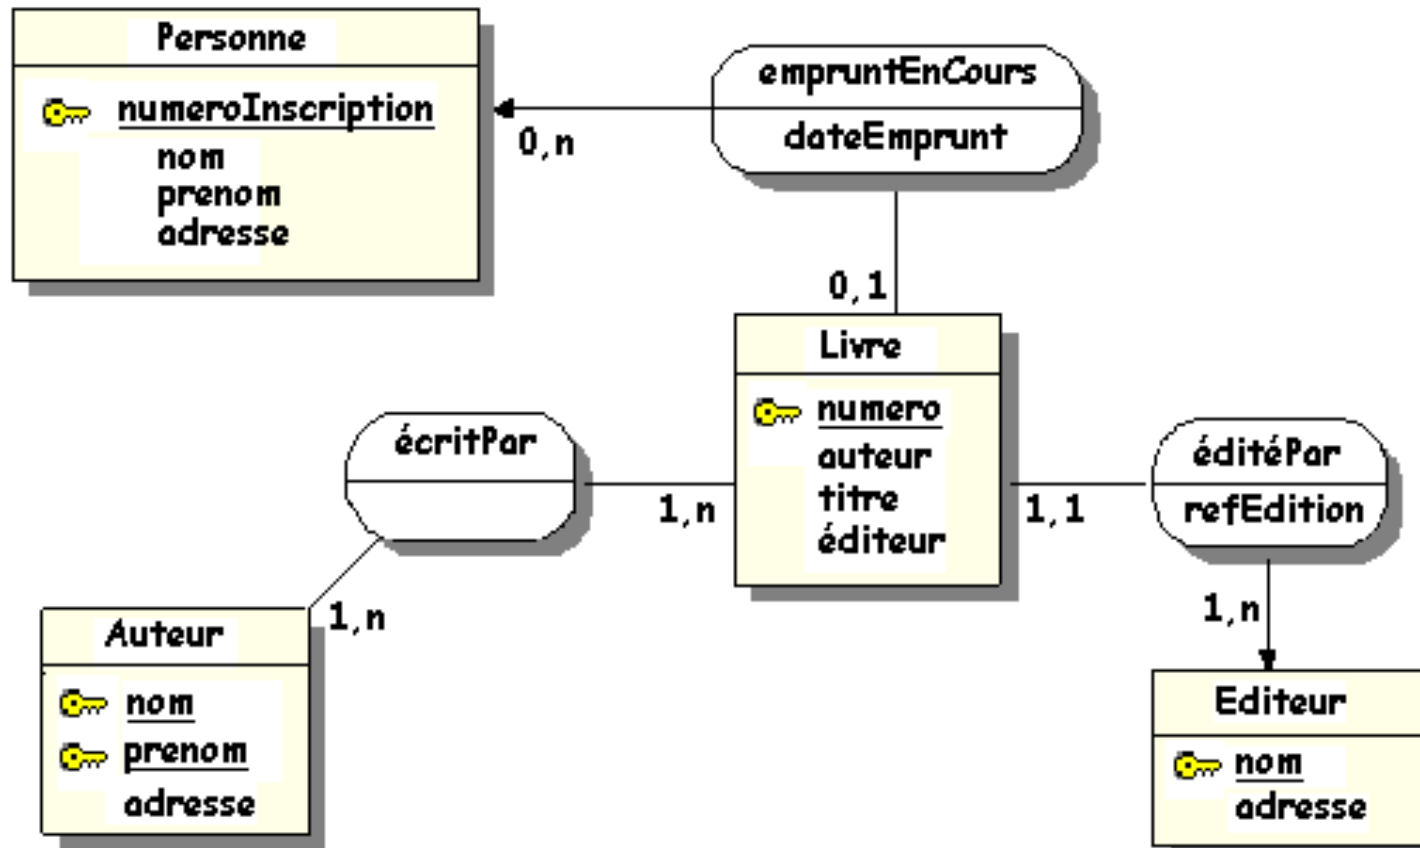 Personne
numeroInscription
nom
prenom
adresse
empruntEnCours
dateEmprunt
0,n
0,1
Livre
numero
auteur
titre
éditeur
écritPar
1,n
1,n
éditéPar
refEdition
1,1
1,n
Auteur
nom
prenom
adresse
Editeur
nom
adresse